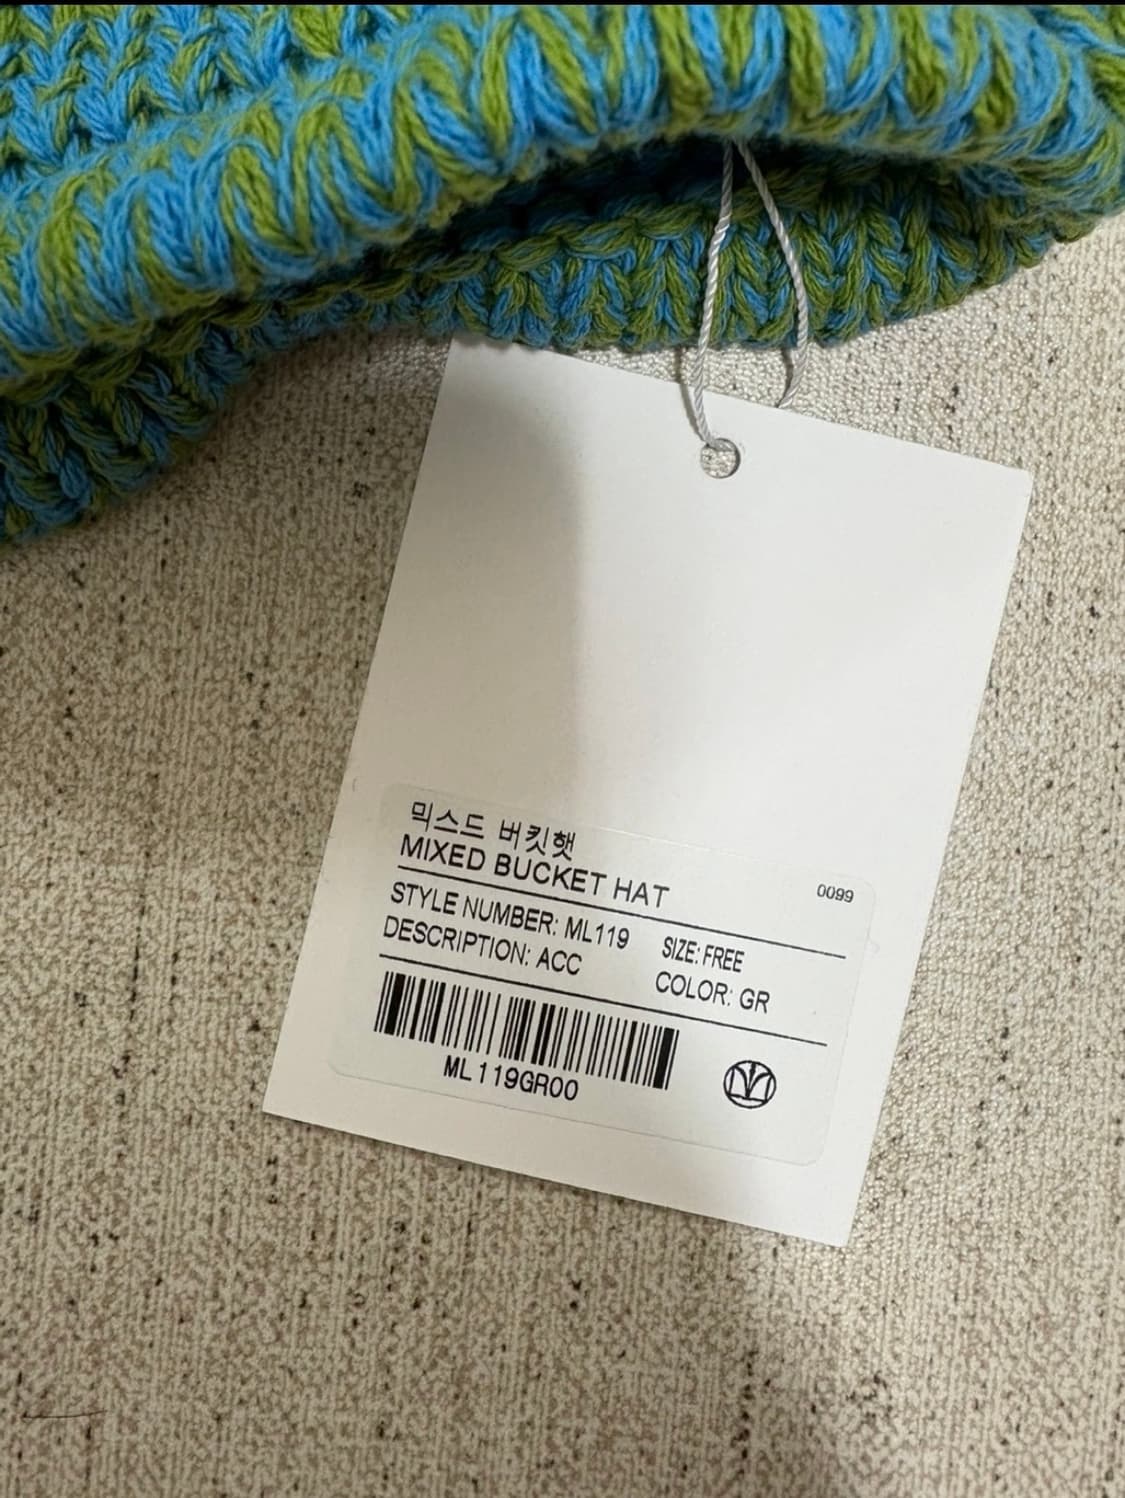 믹스드 버킷햇
MIXED BUCKET HAT
0099
STYLE NUMBER: ML119 SIZE: FREE
DESCRIPTION: ACC COLOR: GR
ML119GR00